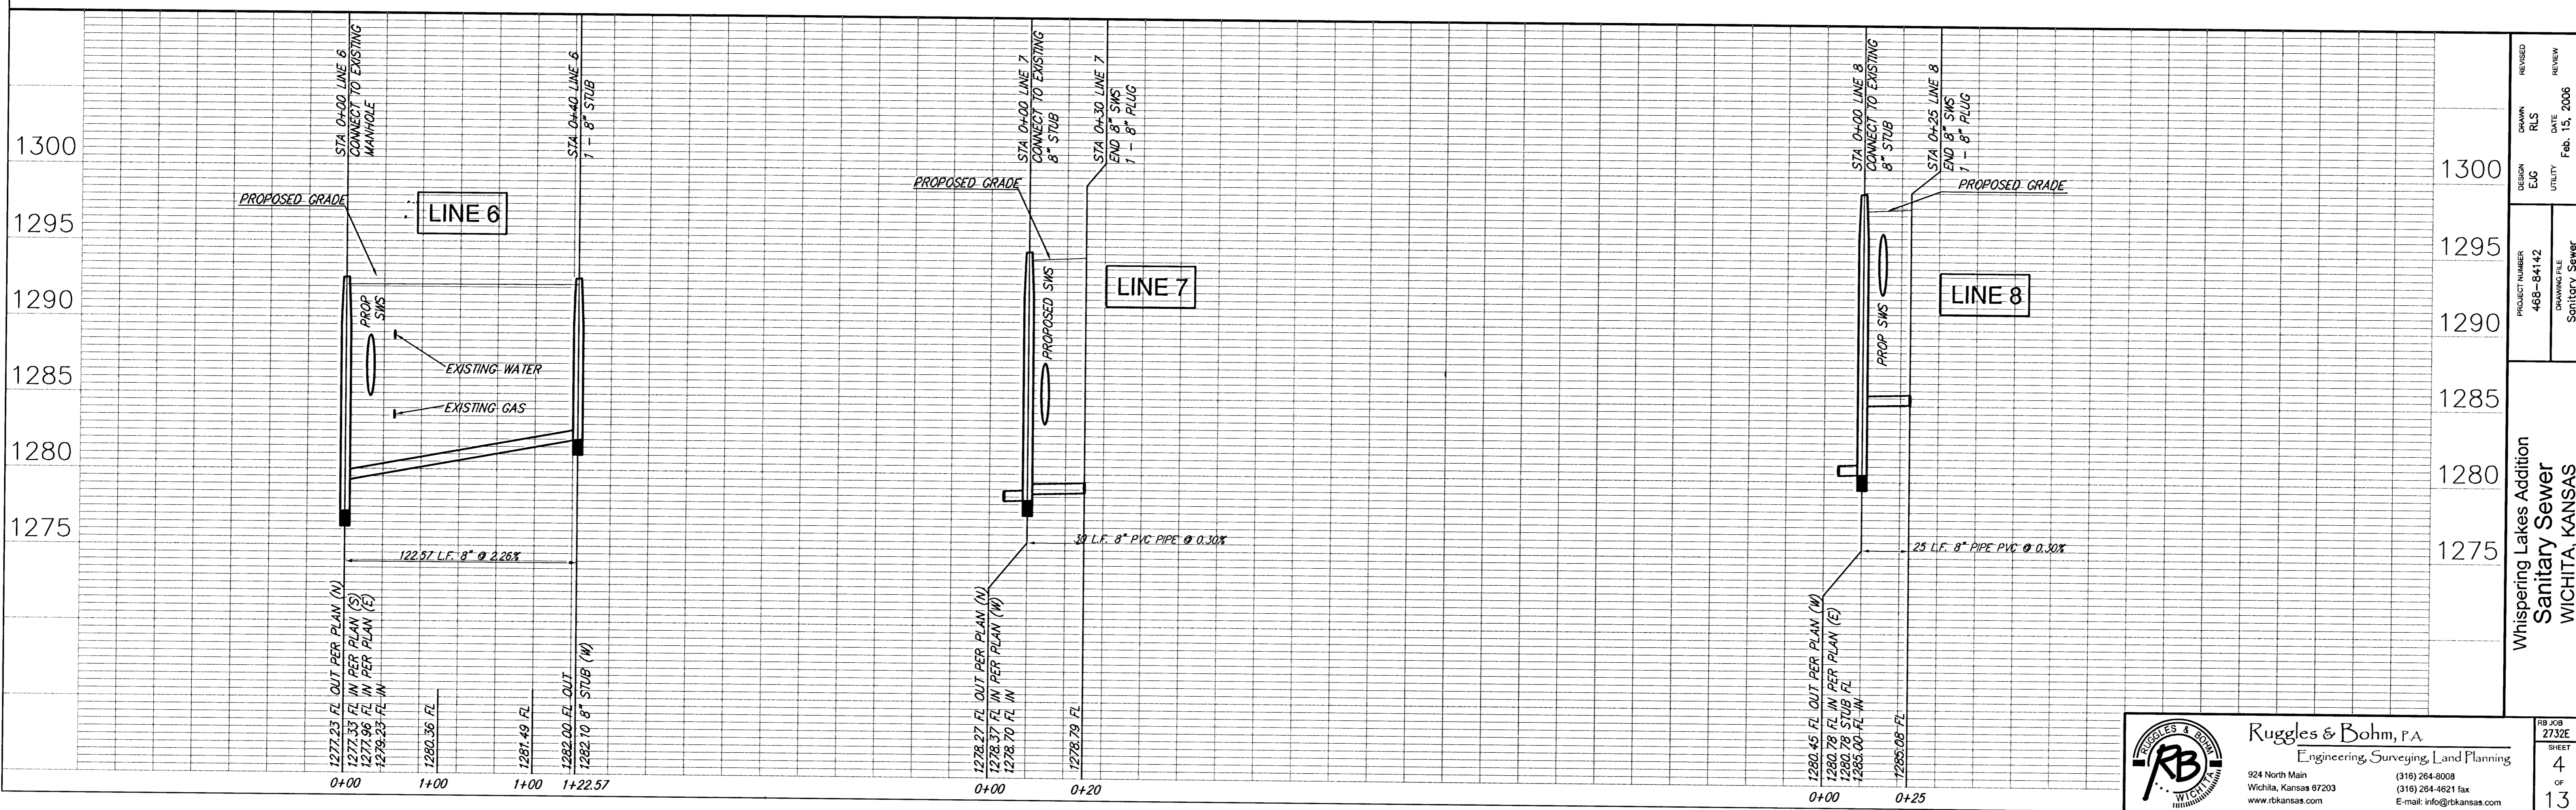 1300
1295
1290
1285
1280
1275
STA 0+00 LINE 6
CONNECT TO EXISTING
MANHOLE
STA 0+40 LINE 6
1 - 8" STUB
PROPOSED GRADE
LINE 6
PROP
SWS
EXISTING WATER
EXISTING GAS
122.57 L.F. 8" @ 2.26%
1277.23 FL OUT PER PLAN (N)
1277.33 FL IN PER PLAN (S)
1277.96 FL IN PER PLAN (E)
1279.23 FL IN
1280.36 FL
1281.49 FL
1282.00 FL OUT
1282.10 8" STUB (W)
0+00
1+00
1+00
1+22.57
STA 0+00 LINE 7
CONNECT TO EXISTING
8" STUB
STA 0+30 LINE 7
END 8" SWS
1 - 8" PLUG
PROPOSED GRADE
LINE 7
PROPOSED SWS
30 L.F. 8" PVC PIPE @ 0.30%
1278.27 FL OUT PER PLAN (N)
1278.37 FL IN PER PLAN (W)
1278.70 FL IN
1278.79 FL
0+00
0+20
STA 0+00 LINE 8
CONNECT TO EXISTING
8" STUB
STA 0+25 LINE 8
END 8" SWS
1 - 8" PLUG
PROPOSED GRADE
LINE 8
PROP SWS
25 L.F. 8" PIPE PVC @ 0.30%
1280.45 FL OUT PER PLAN (W)
1280.78 FL IN PER PLAN (E)
1280.78 STUB FL
1285.00 FL IN
1285.08 FL
0+00
0+25
1300
1295
1290
1285
1280
1275
DESIGN
EJG
DRAWN
RLS
REVISED
UTILITY
DATE
Feb. 15, 2006
REVIEW
PROJECT NUMBER
468-84142
DRAWING FILE
Sanitary Sewer
Whispering Lakes Addition
Sanitary Sewer
WICHITA, KANSAS
RUGGLES & BOHM
RB
WICHITA
Ruggles & Bohm, P.A.
Engineering, Surveying, Land Planning
924 North Main
Wichita, Kansas 67203
www.rbkansas.com
(316) 264-8008
(316) 264-4621 fax
E-mail: info@rbkansas.com
RB JOB
2732E
SHEET
4
OF
13